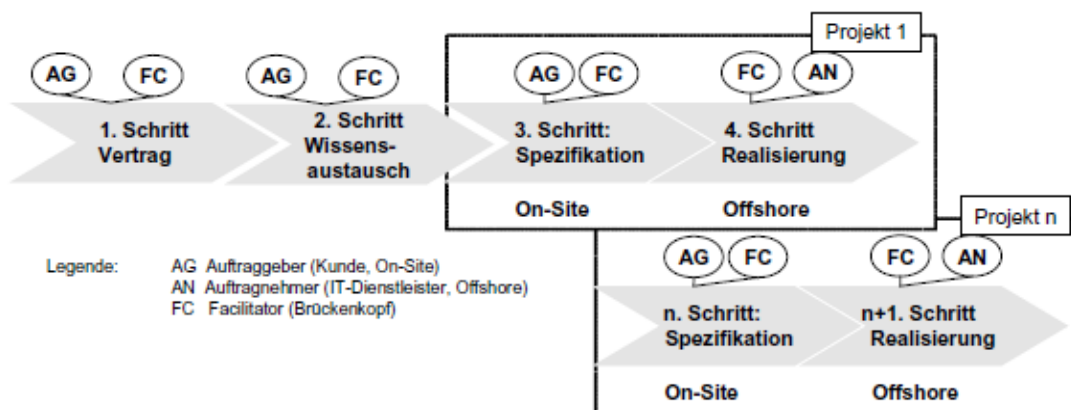 Projekt 1
AG FC AG FC AG FC FC AN
1. Schritt
Vertrag
2. Schritt
Wissens-
austausch
3. Schritt:
Spezifikation
4. Schritt
Realisierung
On-Site Offshore
Projekt n
AG FC FC AN
Legende: AG Auftraggeber (Kunde, On-Site)
AN Auftragnehmer (IT-Dienstleister, Offshore)
FC Facilitator (Brückenkopf)
n. Schritt:
Spezifikation
n+1. Schritt
Realisierung
On-Site Offshore